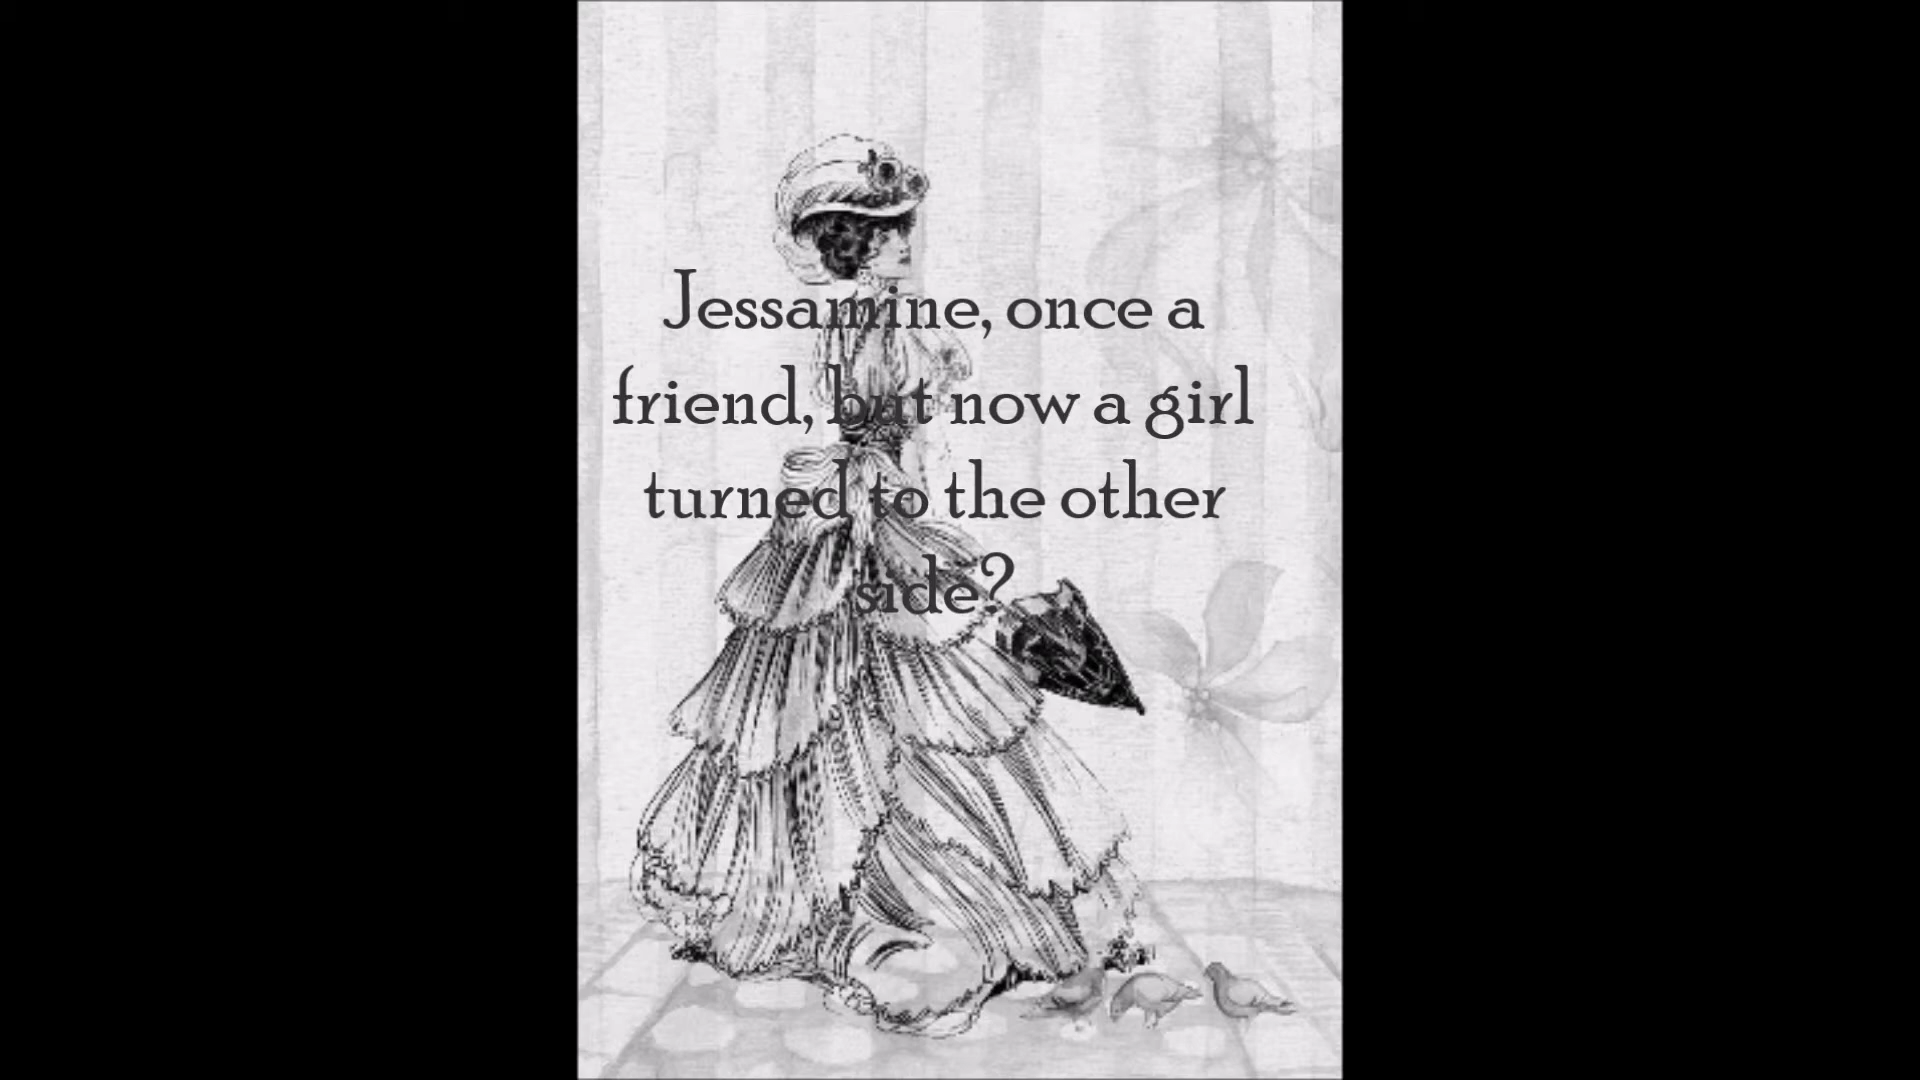 Jessamine, once a
friend, but now a girl
turned to the other
side?